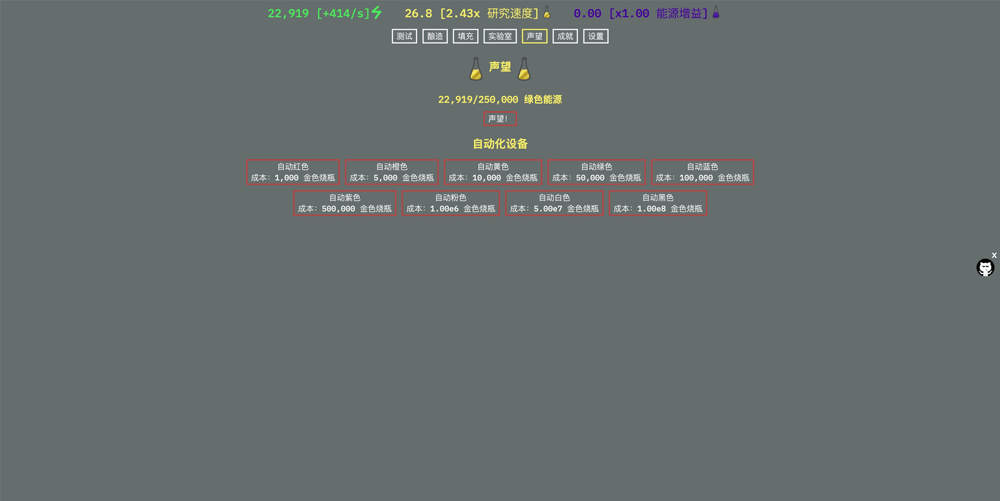 22,919 [+414/s] 26.8 [2.43x 研究速度] 0.00 [x1.00 能源增益]
测试 酿造 填充 实验室 声望 成就 设置
声望
22,919/250,000 绿色能源
声望!
自动化设备
自动红色 自动橙色 自动黄色 自动绿色 自动蓝色
成本: 1,000 金色烧瓶 成本: 5,000 金色烧瓶 成本: 10,000 金色烧瓶 成本: 50,000 金色烧瓶 成本: 100,000 金色烧瓶
自动紫色 自动粉色 自动白色 自动黑色
成本: 500,000 金色烧瓶 成本: 1.00e6 金色烧瓶 成本: 5.00e7 金色烧瓶 成本: 1.00e8 金色烧瓶
x